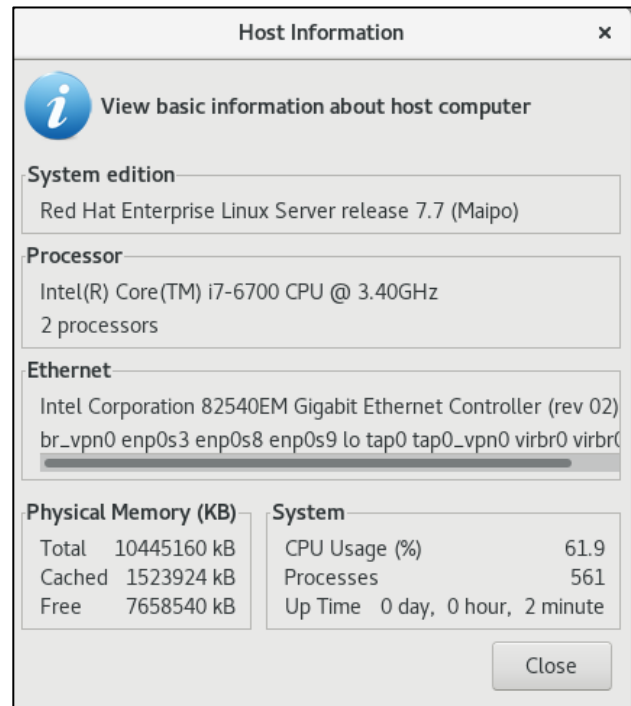 Host Information ×
View basic information about host computer
System edition
Red Hat Enterprise Linux Server release 7.7 (Maipo)
Processor
Intel(R) Core(TM) i7-6700 CPU @ 3.40GHz
2 processors
Ethernet
Intel Corporation 82540EM Gigabit Ethernet Controller (rev 02)
br_vpn0 enp0s3 enp0s8 enp0s9 lo tap0 tap0_vpn0 virbr0
Physical Memory (KB)
Total 10445160 kB
Cached 1523924 kB
Free 7658540 kB
System
CPU Usage (%) 61.9
Processes 561
Up Time 0 day, 0 hour, 2 minute
Close